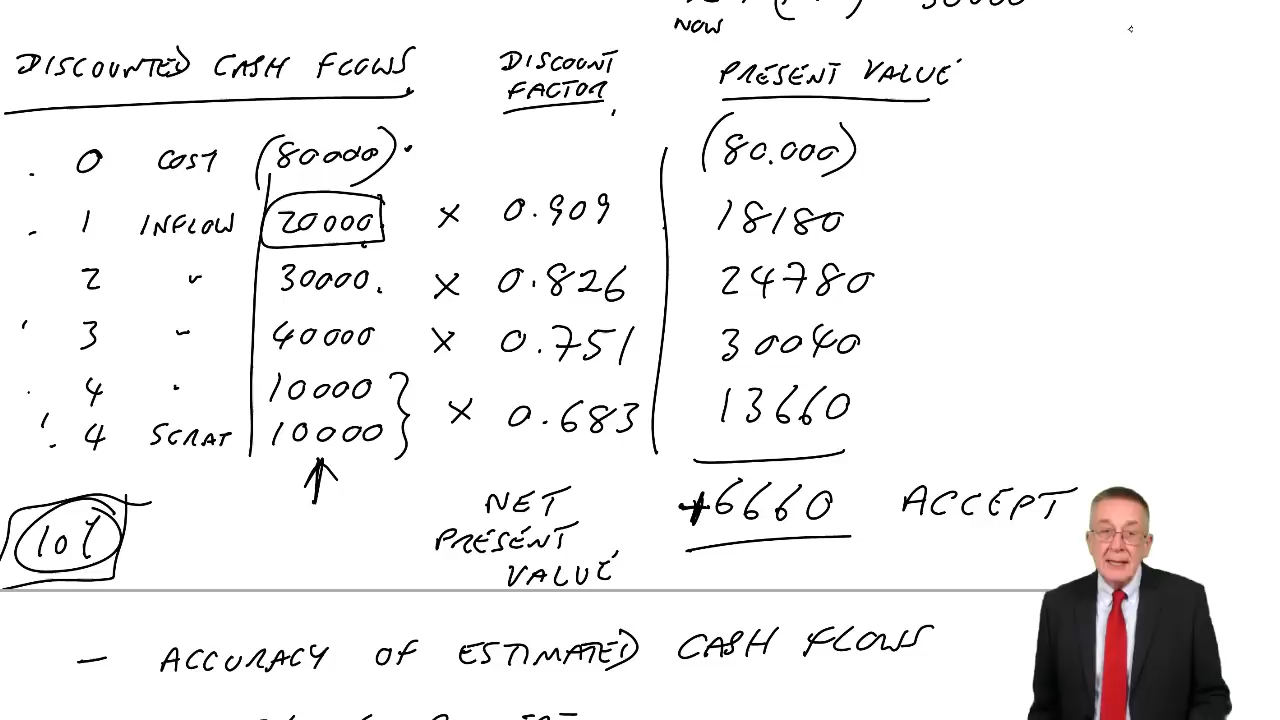 NOW
DISCOUNTED CASH FLOWS DISCOUNT FACTOR PRESENT VALUE
0 COST (80000) (80.000)
1 INFLOW 20000 × 0.909 18180
2 " 30000 × 0.826 24780
3 " 40000 × 0.751 30040
4 " 10000 } × 0.683 13660
4 SCRAP 10000
NET PRESENT VALUE +6660 ACCEPT
10%
- ACCURACY OF ESTIMATED CASH FLOWS